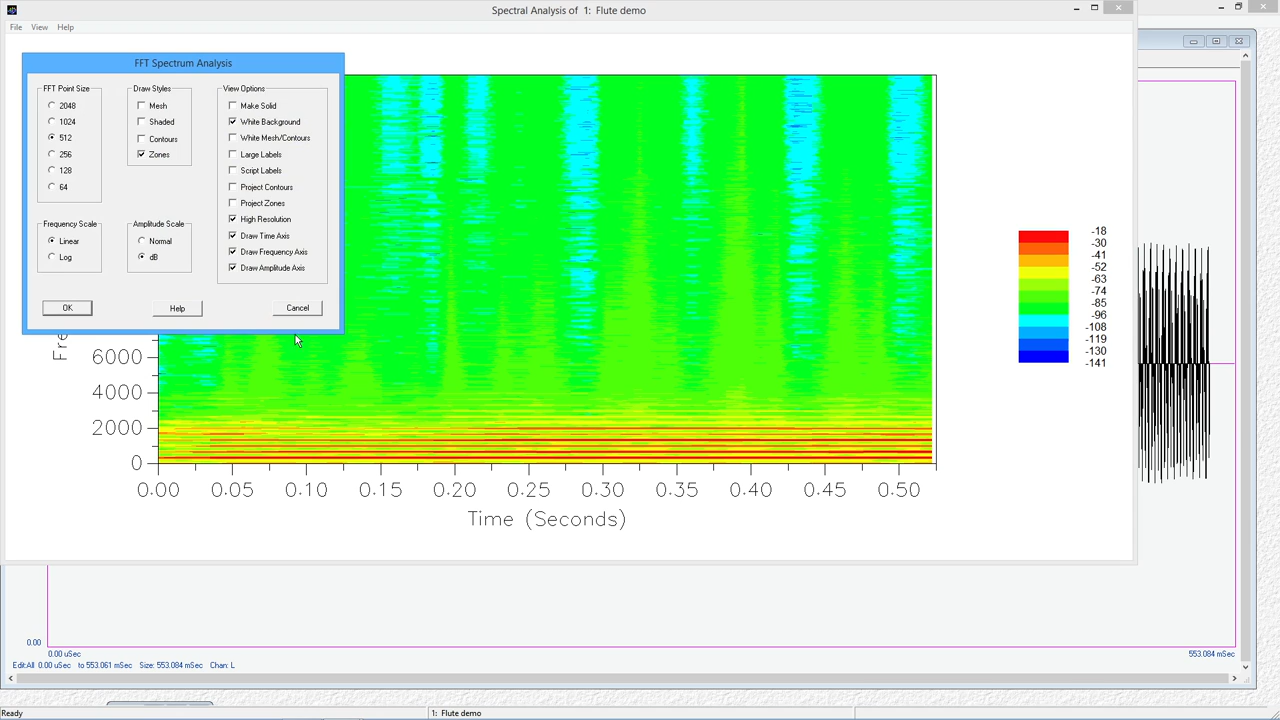 Spectral Analysis of 1: Flute demo
File View Help
FFT Spectrum Analysis
FFT Point Size
2048
1024
512
256
128
64
Draw Styles
Mesh
Shaded
Contours
Zones
View Options
Make Solid
White Background
White Mesh/Contours
Large Labels
Script Labels
Project Contours
Project Zones
High Resolution
Draw Time Axis
Draw Frequency Axis
Draw Amplitude Axis
Frequency Scale
Linear
Log
Amplitude Scale
Normal
dB
OK Help Cancel
-18
-30
-41
-52
-63
-74
-85
-96
-108
-119
-130
-141
Fre
6000
4000
2000
0
0.00 0.05 0.10 0.15 0.20 0.25 0.30 0.35 0.40 0.45 0.50
Time (Seconds)
0.00
0.00 uSec 553.084 mSec
Edit:All 0.00 uSec to 553.061 mSec Size: 553.084 mSec Chan: L
Ready 1: Flute demo